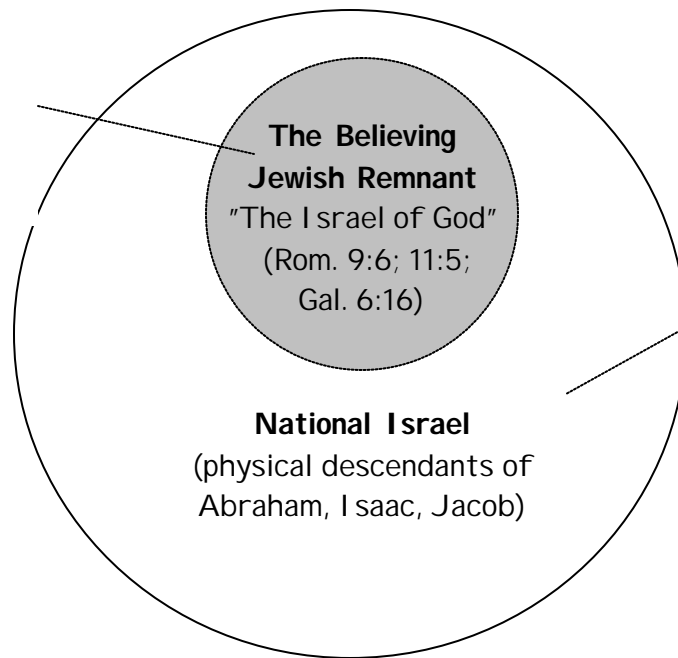 The Believing
Jewish Remnant
"The Israel of God"
(Rom. 9:6; 11:5;
Gal. 6:16)
National Israel
(physical descendants of
Abraham, Isaac, Jacob)